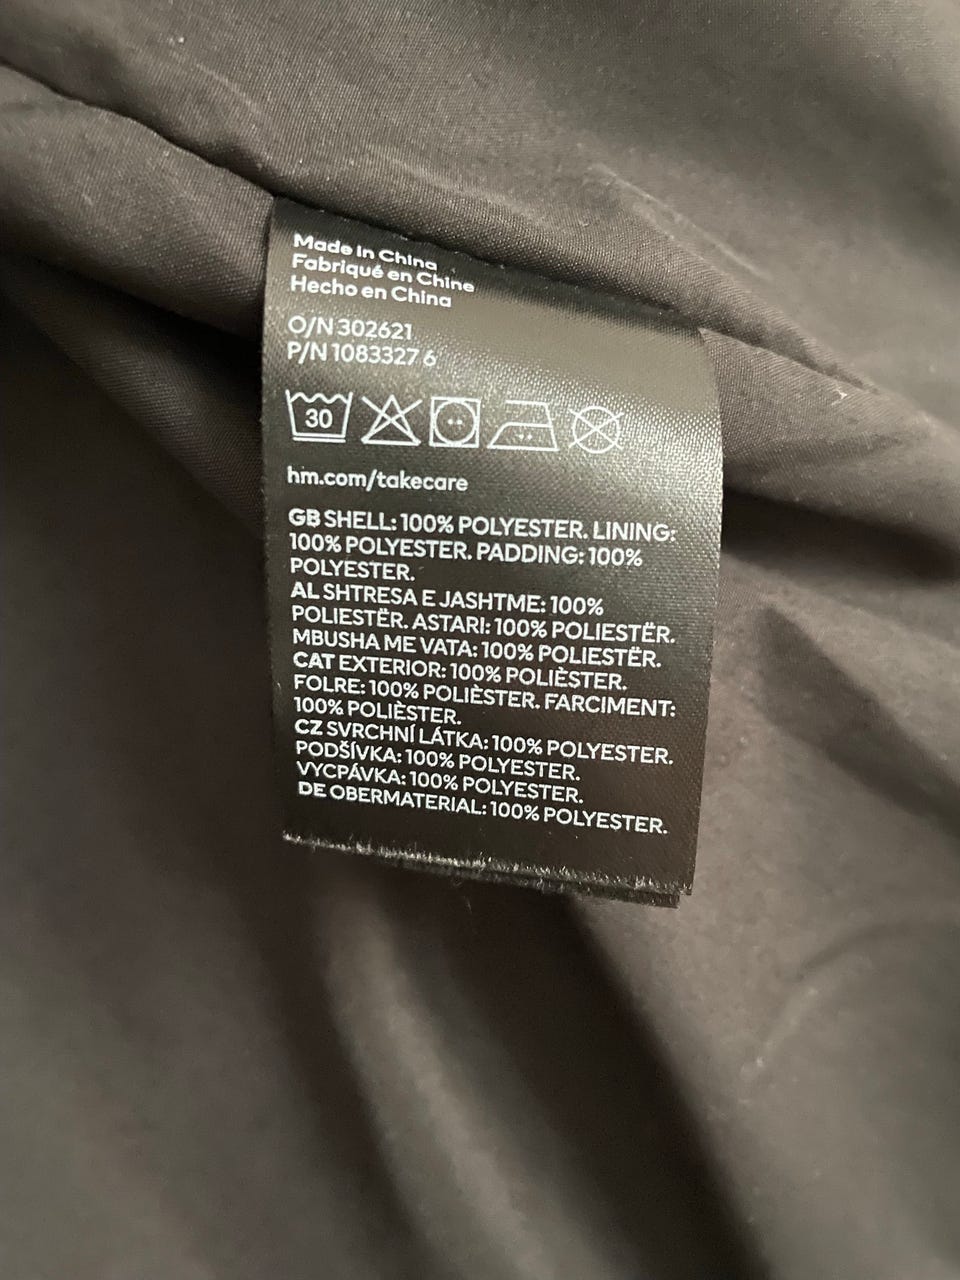 Made in China
Fabriqué en Chine
Hecho en China
O/N 302621
P/N 1083327 6
30
hm.com/takecare
GB SHELL: 100% POLYESTER. LINING:
100% POLYESTER. PADDING: 100%
POLYESTER.
AL SHTRESA E JASHTME: 100%
POLIESTËR. ASTARI: 100% POLIESTËR.
MBUSHA ME VATA: 100% POLIESTËR.
CAT EXTERIOR: 100% POLIÈSTER.
FOLRE: 100% POLIÈSTER. FARCIMENT:
100% POLIÈSTER.
CZ SVRCHNÍ LÁTKA: 100% POLYESTER.
PODŠÍVKA: 100% POLYESTER.
VYCPÁVKA: 100% POLYESTER.
DE OBERMATERIAL: 100% POLYESTER.